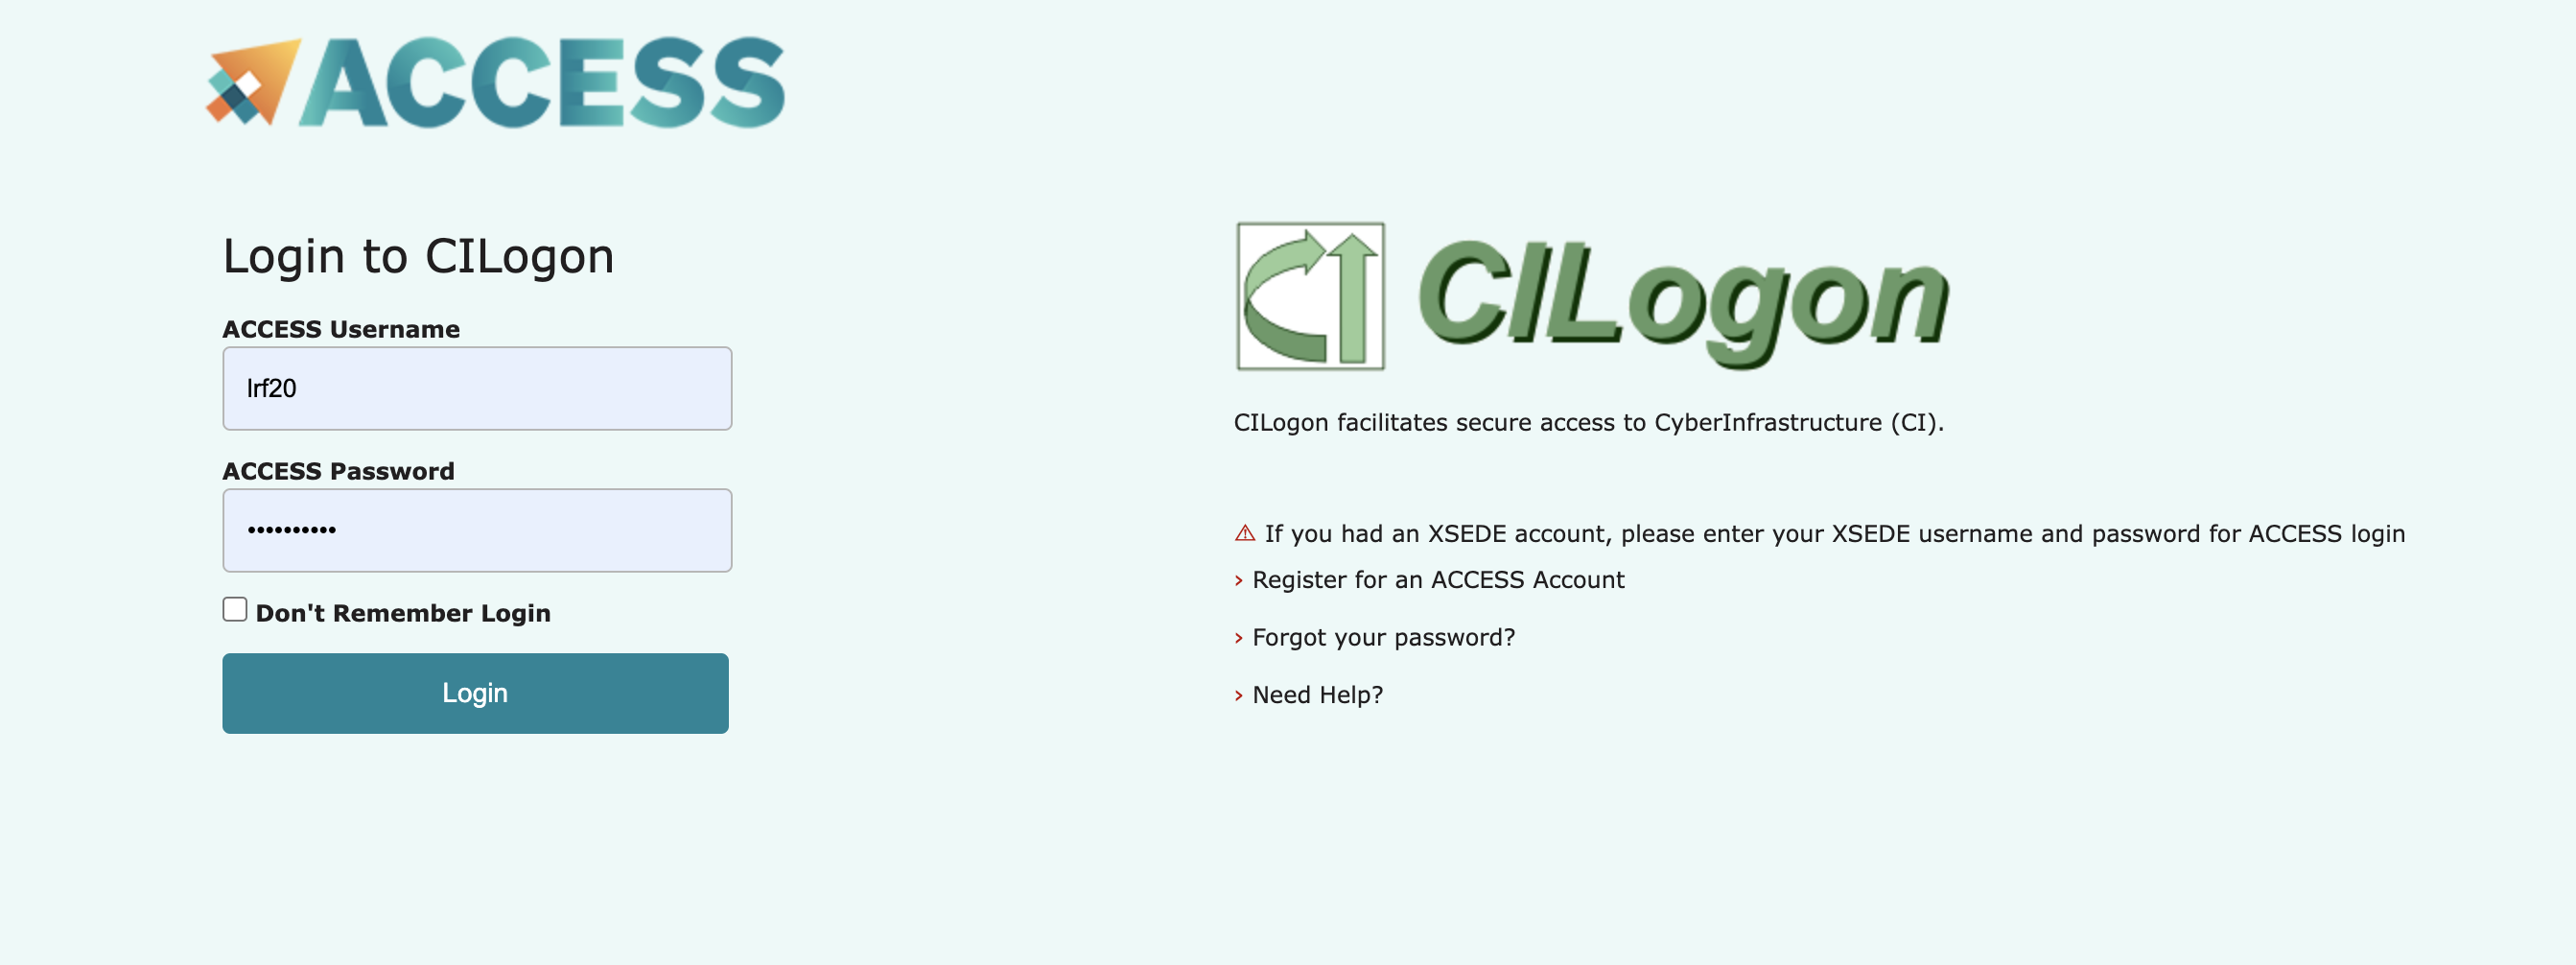 ACCESS
Login to CILogon
ACCESS Username
lrf20
ACCESS Password
••••••••••
Don't Remember Login
Login
CILogon
CILogon facilitates secure access to CyberInfrastructure (CI).
⚠ If you had an XSEDE account, please enter your XSEDE username and password for ACCESS login
› Register for an ACCESS Account
› Forgot your password?
› Need Help?